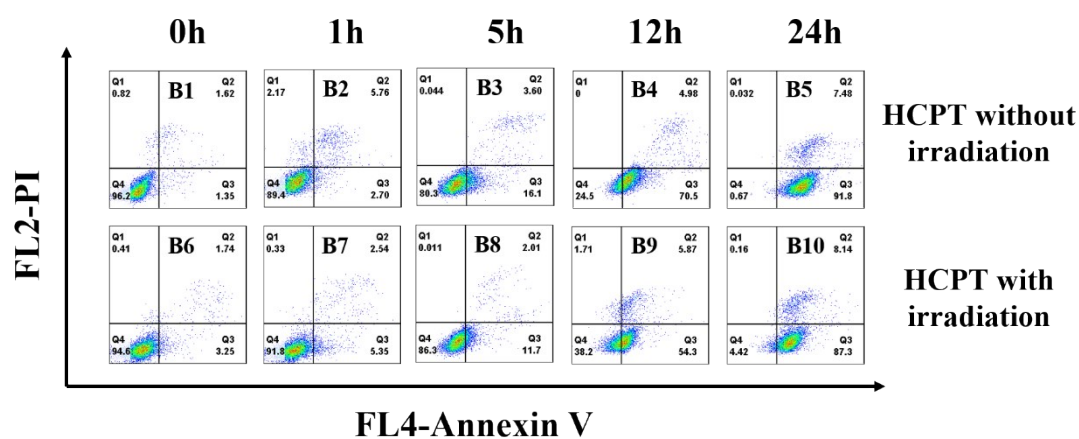 0h 1h 5h 12h 24h
Q1 B1 Q2
0.82 1.62
Q4 Q3
96.2 1.35
Q1 B2 Q2
2.17 5.76
Q4 Q3
89.4 2.70
Q1 B3 Q2
0.044 3.60
Q4 Q3
80.3 16.1
Q1 B4 Q2
0 4.98
Q4 Q3
24.5 70.5
Q1 B5 Q2
0.032 7.48
Q4 Q3
0.67 91.8
HCPT without
irradiation
Q1 B6 Q2
0.41 1.74
Q4 Q3
94.6 3.25
Q1 B7 Q2
0.33 2.54
Q4 Q3
91.8 5.35
Q1 B8 Q2
0.011 2.01
Q4 Q3
86.3 11.7
Q1 B9 Q2
1.71 5.87
Q4 Q3
38.2 54.3
Q1 B10 Q2
0.16 8.14
Q4 Q3
4.42 87.3
HCPT with
irradiation
FL2-PI
FL4-Annexin V